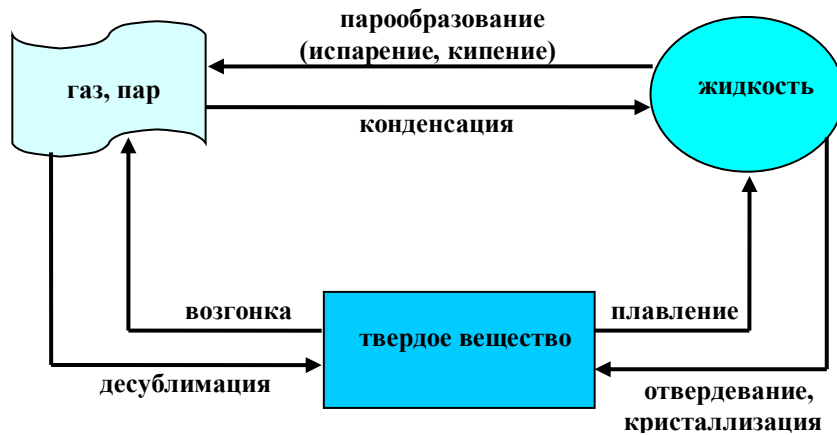 парообразование
(испарение, кипение)
газ, пар
жидкость
конденсация
возгонка
плавление
твердое вещество
десублимация
отвердевание,
кристаллизация